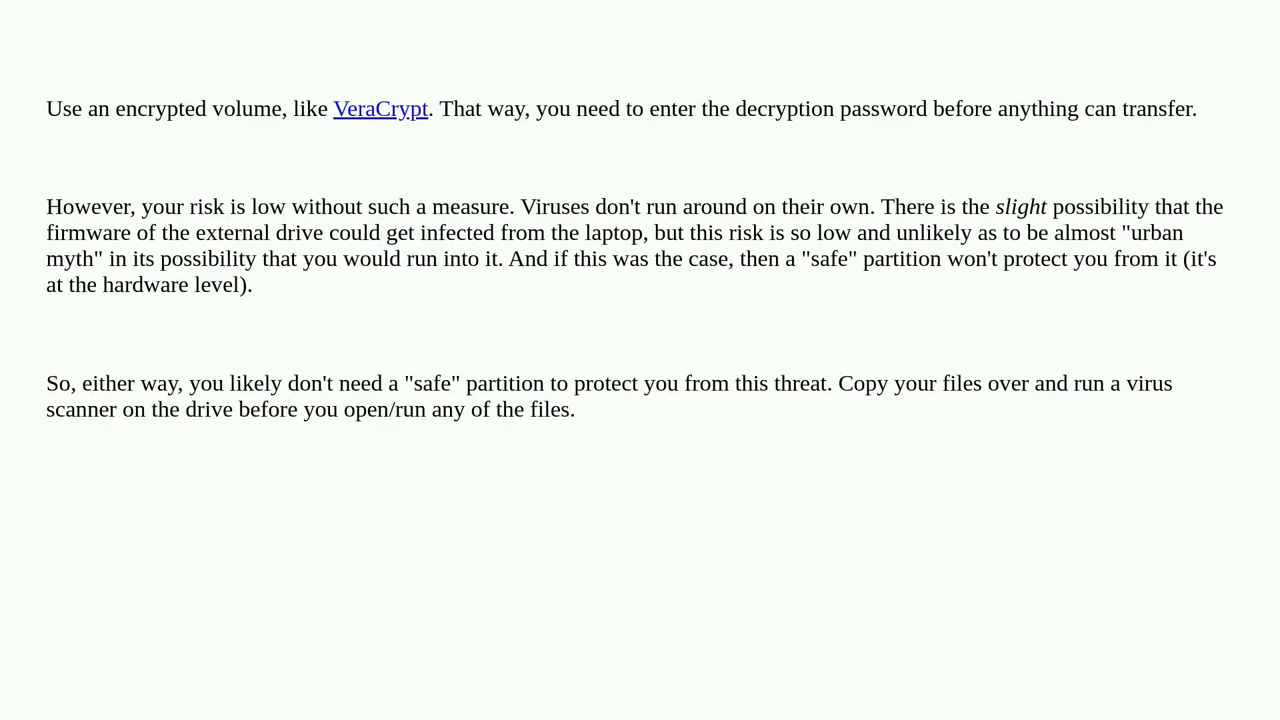 Use an encrypted volume, like VeraCrypt. That way, you need to enter the decryption password before anything can transfer.
However, your risk is low without such a measure. Viruses don't run around on their own. There is the slight possibility that the
firmware of the external drive could get infected from the laptop, but this risk is so low and unlikely as to be almost "urban
myth" in its possibility that you would run into it. And if this was the case, then a "safe" partition won't protect you from it (it's
at the hardware level).
So, either way, you likely don't need a "safe" partition to protect you from this threat. Copy your files over and run a virus
scanner on the drive before you open/run any of the files.